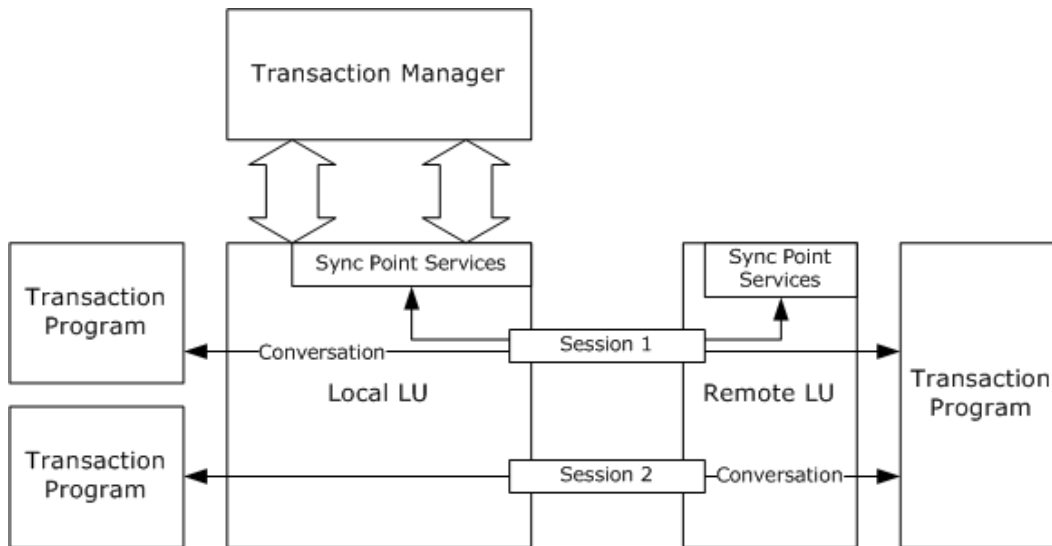 Transaction Manager
Sync Point Services
Sync Point
Services
Transaction
Program
Session 1
Conversation
Local LU
Remote LU
Transaction
Program
Transaction
Program
Session 2
Conversation